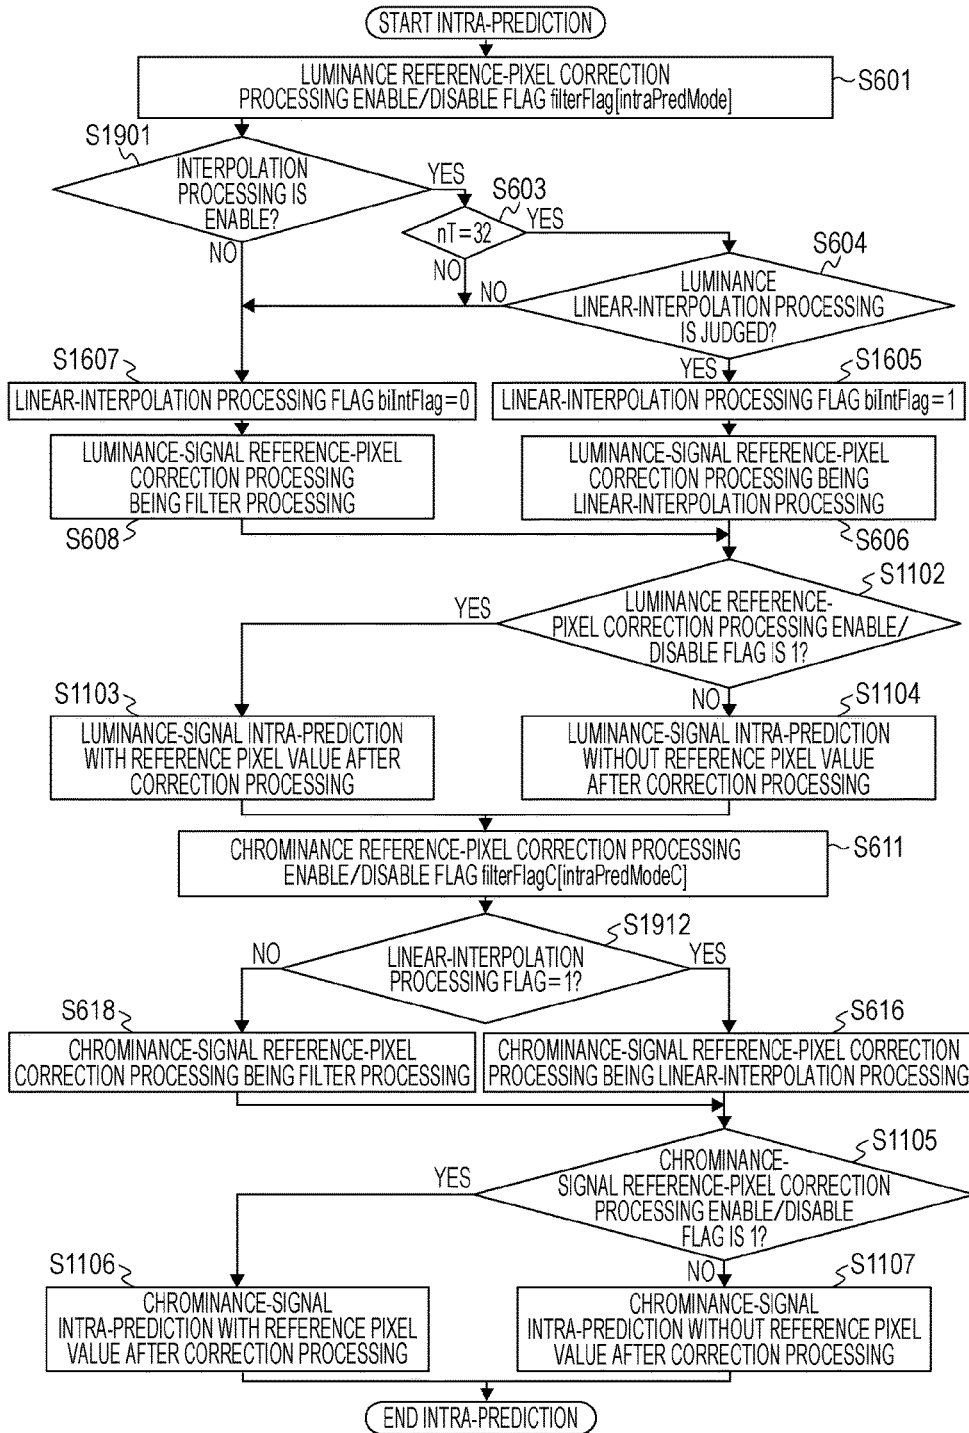 START INTRA-PREDICTION
LUMINANCE REFERENCE-PIXEL CORRECTION
PROCESSING ENABLE/DISABLE FLAG filterFlag[intraPredMode]
S601
S1901
INTERPOLATION
PROCESSING IS
ENABLE?
YES
NO
S603
nT=32
YES
NO
S604
LUMINANCE
LINEAR-INTERPOLATION PROCESSING
IS JUDGED?
NO
YES
S1607
LINEAR-INTERPOLATION PROCESSING FLAG biIntFlag=0
S1605
LINEAR-INTERPOLATION PROCESSING FLAG biIntFlag=1
LUMINANCE-SIGNAL REFERENCE-PIXEL
CORRECTION PROCESSING
BEING FILTER PROCESSING
S608
LUMINANCE-SIGNAL REFERENCE-PIXEL
CORRECTION PROCESSING BEING
LINEAR-INTERPOLATION PROCESSING
S606
S1102
LUMINANCE REFERENCE-
PIXEL CORRECTION PROCESSING ENABLE/
DISABLE FLAG IS 1?
YES
NO
S1103
LUMINANCE-SIGNAL INTRA-PREDICTION
WITH REFERENCE PIXEL VALUE AFTER
CORRECTION PROCESSING
S1104
LUMINANCE-SIGNAL INTRA-PREDICTION
WITHOUT REFERENCE PIXEL VALUE
AFTER CORRECTION PROCESSING
CHROMINANCE REFERENCE-PIXEL CORRECTION PROCESSING
ENABLE/DISABLE FLAG filterFlagC[intraPredModeC]
S611
S1912
LINEAR-INTERPOLATION
PROCESSING FLAG=1?
NO
YES
S618
CHROMINANCE-SIGNAL REFERENCE-PIXEL
CORRECTION PROCESSING BEING FILTER PROCESSING
S616
CHROMINANCE-SIGNAL REFERENCE-PIXEL CORRECTION
PROCESSING BEING LINEAR-INTERPOLATION PROCESSING
S1105
CHROMINANCE-
SIGNAL REFERENCE-PIXEL CORRECTION
PROCESSING ENABLE/DISABLE
FLAG IS 1?
YES
NO
S1106
CHROMINANCE-SIGNAL
INTRA-PREDICTION WITH REFERENCE PIXEL
VALUE AFTER CORRECTION PROCESSING
S1107
CHROMINANCE-SIGNAL
INTRA-PREDICTION WITHOUT REFERENCE PIXEL
VALUE AFTER CORRECTION PROCESSING
END INTRA-PREDICTION